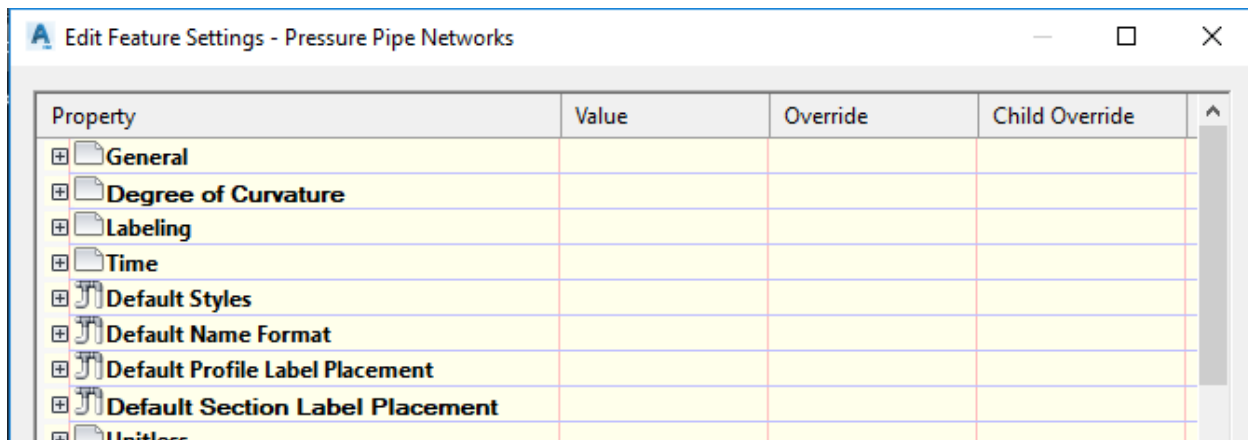 Edit Feature Settings - Pressure Pipe Networks
Property Value Override Child Override
General
Degree of Curvature
Labeling
Time
Default Styles
Default Name Format
Default Profile Label Placement
Default Section Label Placement
Unitless